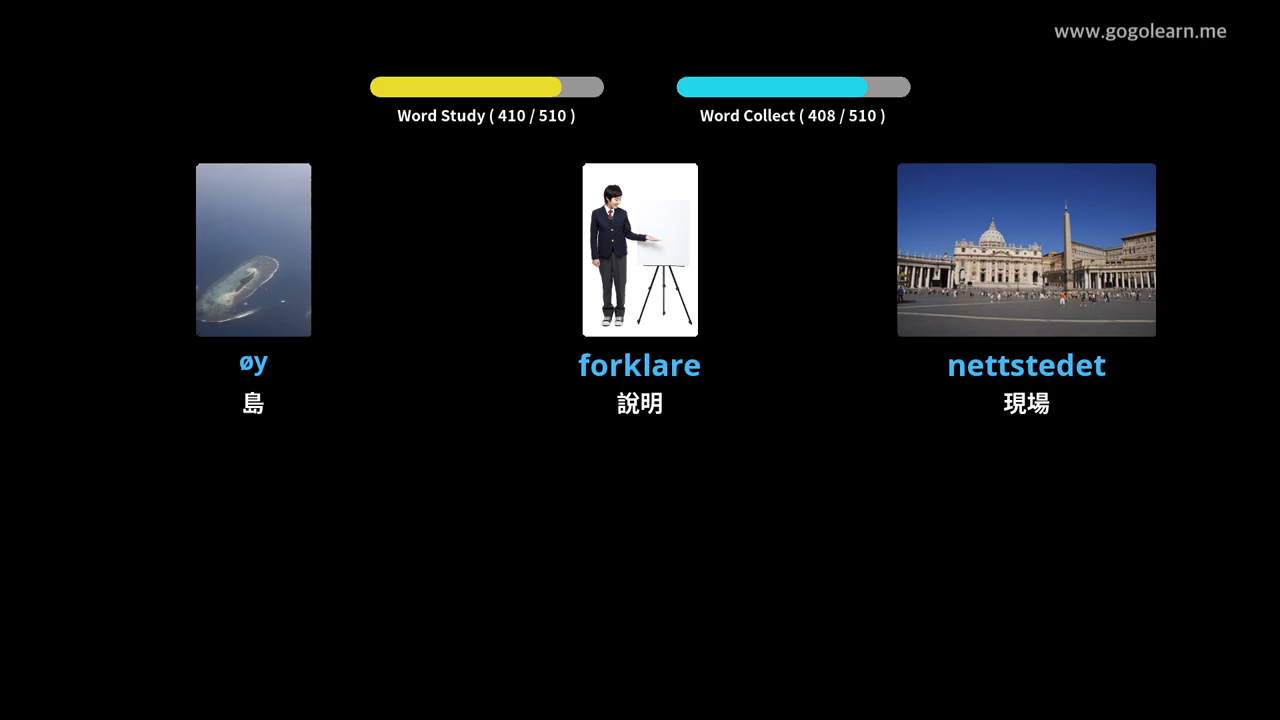 www.gogolearn.me
Word Study ( 410 / 510 )
Word Collect ( 408 / 510 )
øy
forklare
nettstedet
島
說明
現場